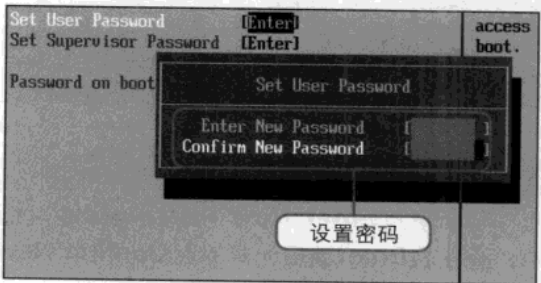 Set User Password [Enter] access
Set Supervisor Password [Enter] boot.
Password on boot
Set User Password
Enter New Password [ ]
Confirm New Password [ ]
设置密码